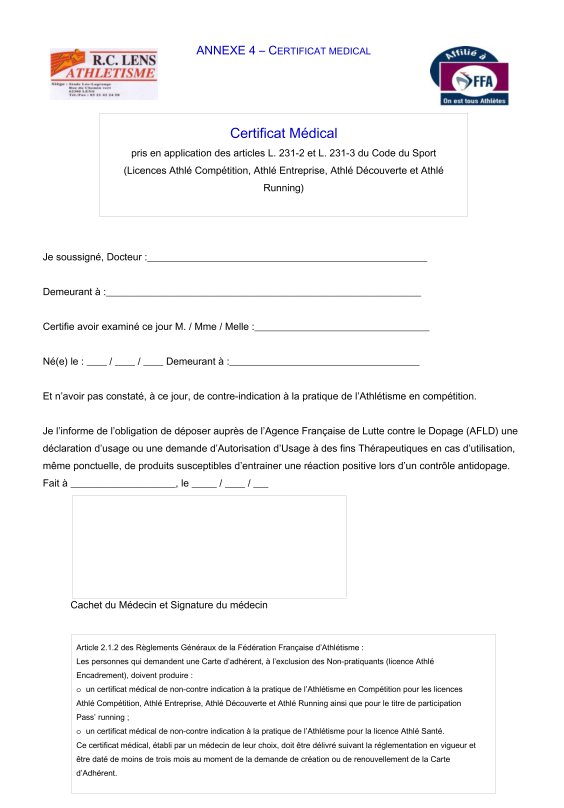 ANNEXE 4 – CERTIFICAT MEDICAL
R.C. LENS
ATHLETISME
Siège : Stade Léo-Lagrange
Rue du Chemin vert
62300 LENS
Affilié à
FFA
On est tous Athlètes
Certificat Médical
pris en application des articles L. 231-2 et L. 231-3 du Code du Sport
(Licences Athlé Compétition, Athlé Entreprise, Athlé Découverte et Athlé
Running)
Je soussigné, Docteur :
Demeurant à :
Certifie avoir examiné ce jour M. / Mme / Melle :
Né(e) le : ____ / ____ / ____ Demeurant à :
Et n’avoir pas constaté, à ce jour, de contre-indication à la pratique de l’Athlétisme en compétition.
Je l’informe de l’obligation de déposer auprès de l’Agence Française de Lutte contre le Dopage (AFLD) une
déclaration d’usage ou une demande d’Autorisation d’Usage à des fins Thérapeutiques en cas d’utilisation,
même ponctuelle, de produits susceptibles d’entrainer une réaction positive lors d’un contrôle antidopage.
Fait à ___________________, le _____ / ____ / ___
Cachet du Médecin et Signature du médecin
Article 2.1.2 des Règlements Généraux de la Fédération Française d’Athlétisme :
Les personnes qui demandent une Carte d’adhérent, à l’exclusion des Non-pratiquants (licence Athlé
Encadrement), doivent produire :
o un certificat médical de non-contre indication à la pratique de l’Athlétisme en Compétition pour les licences
Athlé Compétition, Athlé Entreprise, Athlé Découverte et Athlé Running ainsi que pour le titre de participation
Pass’ running ;
o un certificat médical de non-contre indication à la pratique de l’Athlétisme pour la licence Athlé Santé.
Ce certificat médical, établi par un médecin de leur choix, doit être délivré suivant la réglementation en vigueur et
être daté de moins de trois mois au moment de la demande de création ou de renouvellement de la Carte
d’Adhérent.